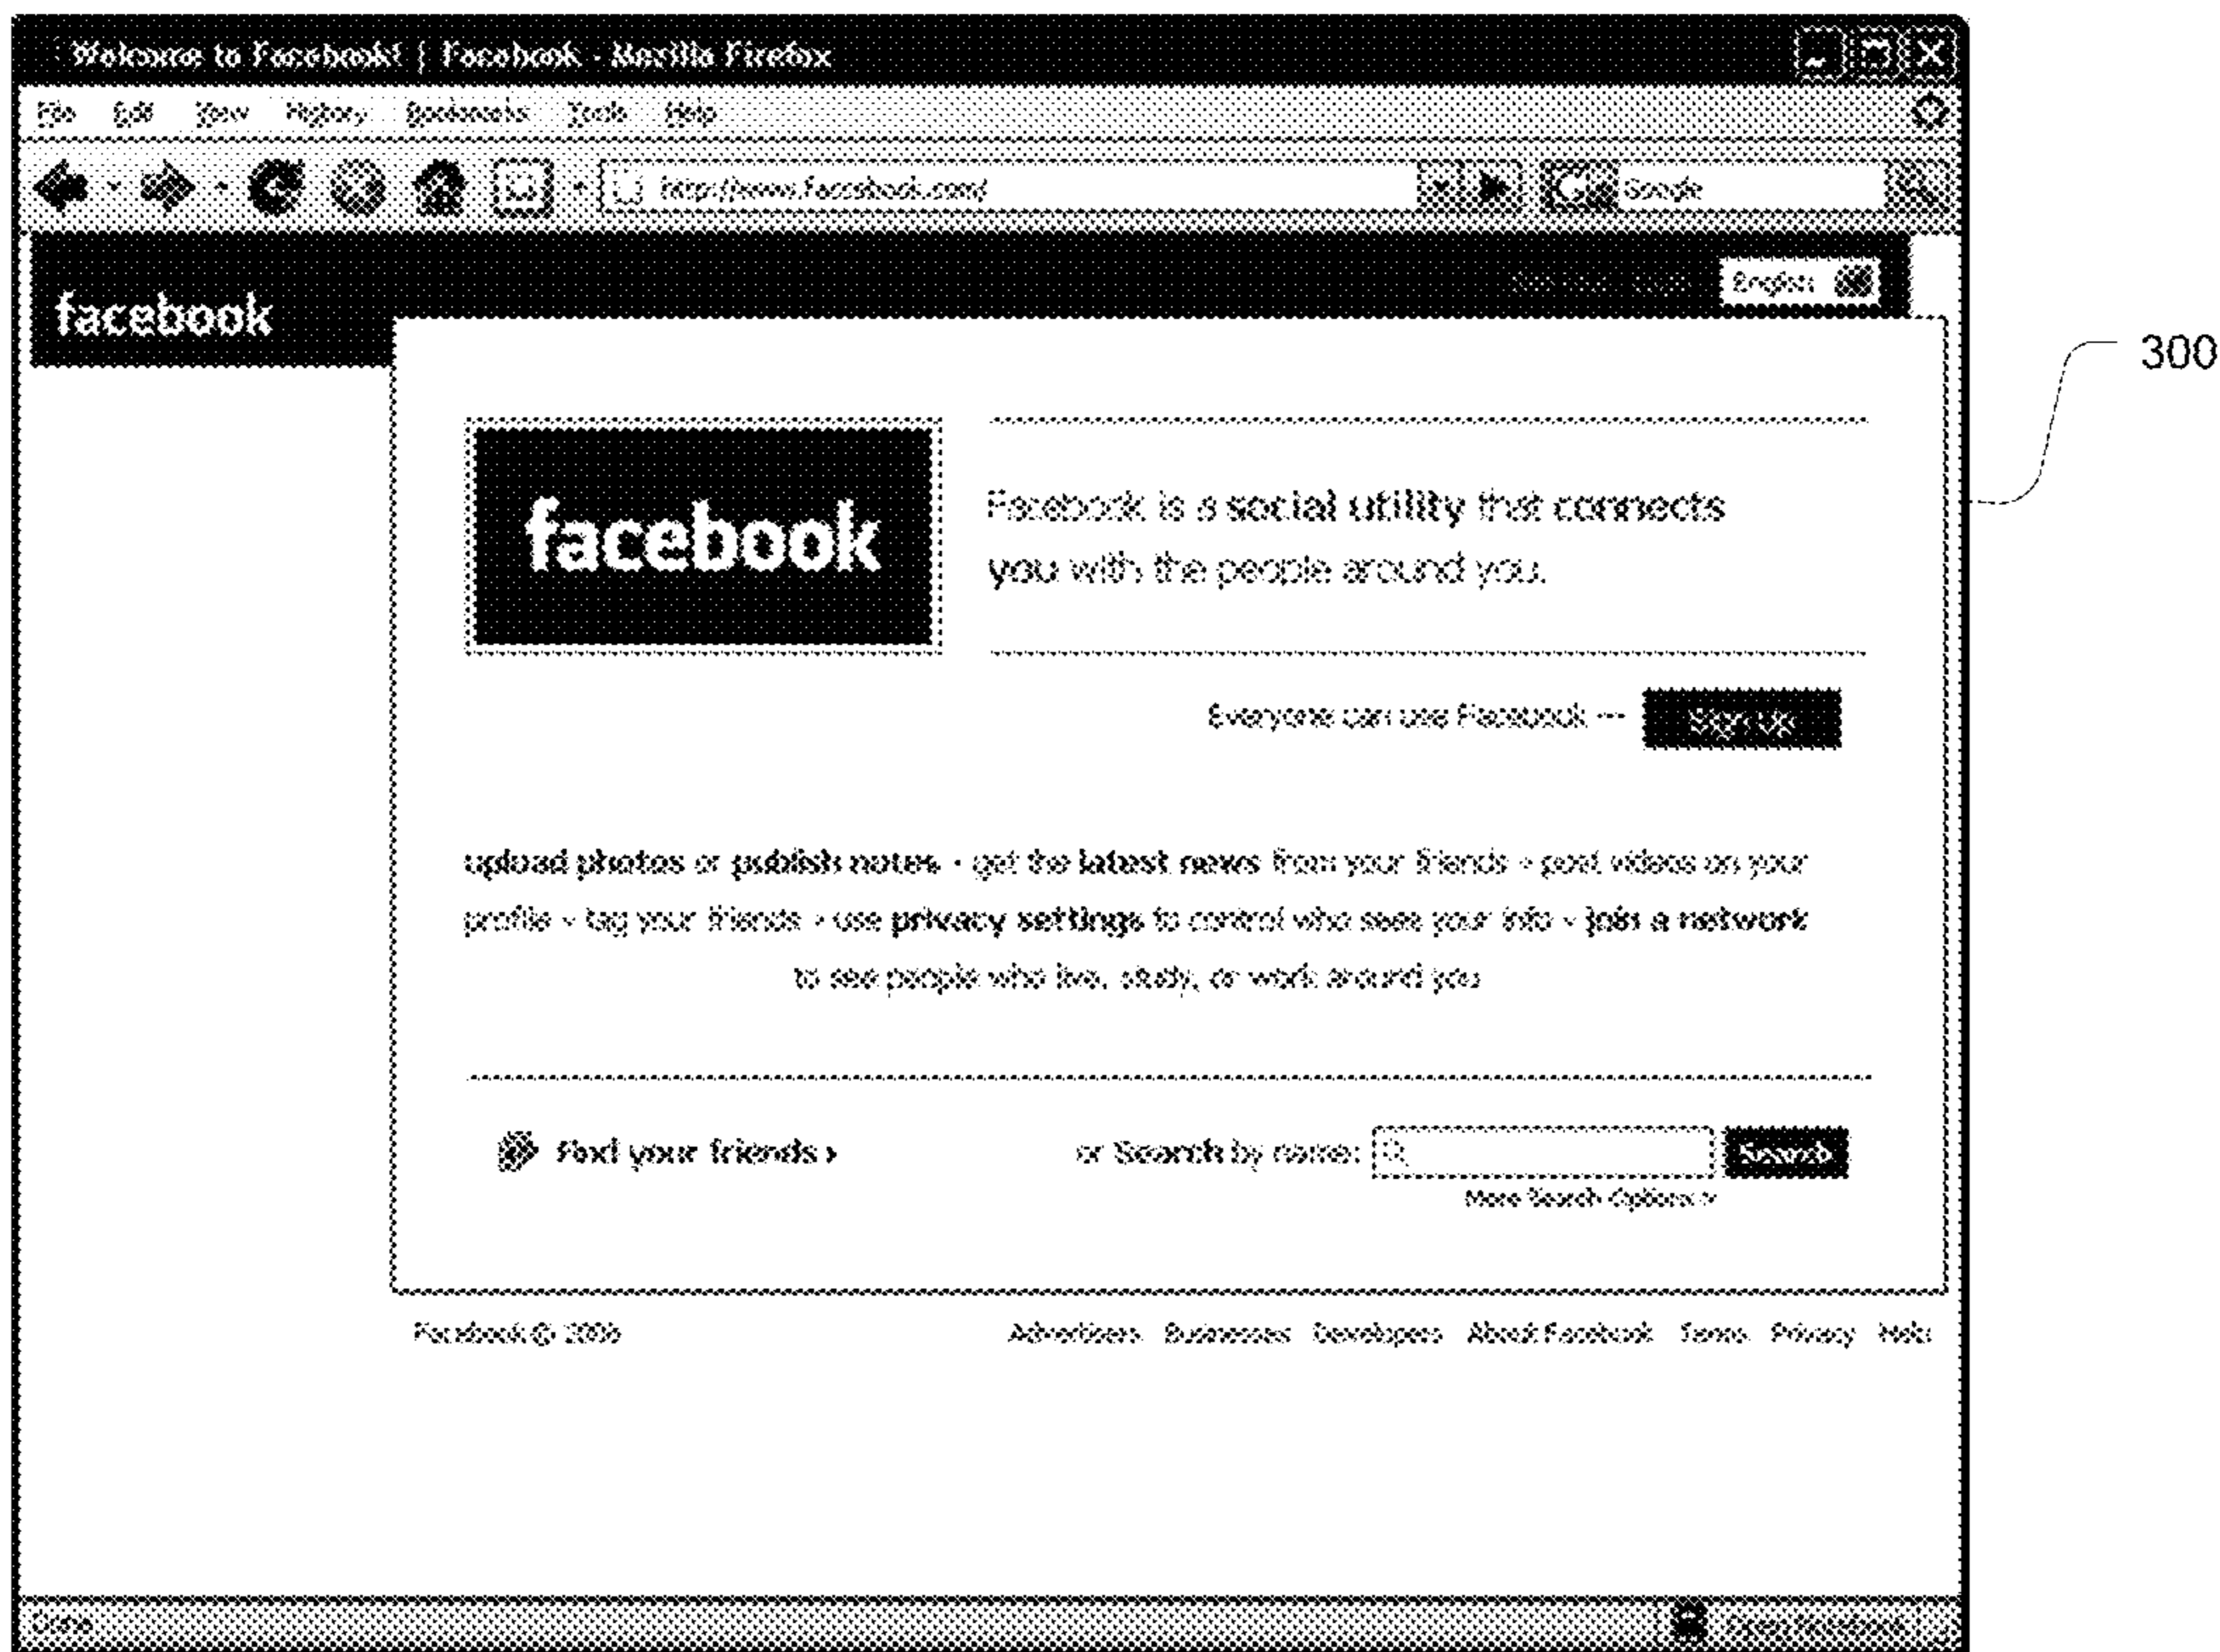 Welcome to Facebook! | Facebook - Mozilla Firefox
File Edit View History Bookmarks Tools Help
http://www.facebook.com/ Google
English
facebook
300
facebook
Facebook is a social utility that connects
you with the people around you.
Everyone can use Facebook — Sign Up
upload photos or publish notes - get the latest news from your friends - post videos on your
profile - tag your friends - use privacy settings to control who sees your info - join a network
to see people who live, study, or work around you
Find your friends › or Search by name: Search
More Search Options »
Facebook © Advertisers Businesses Developers About Facebook Terms Privacy Help
Done